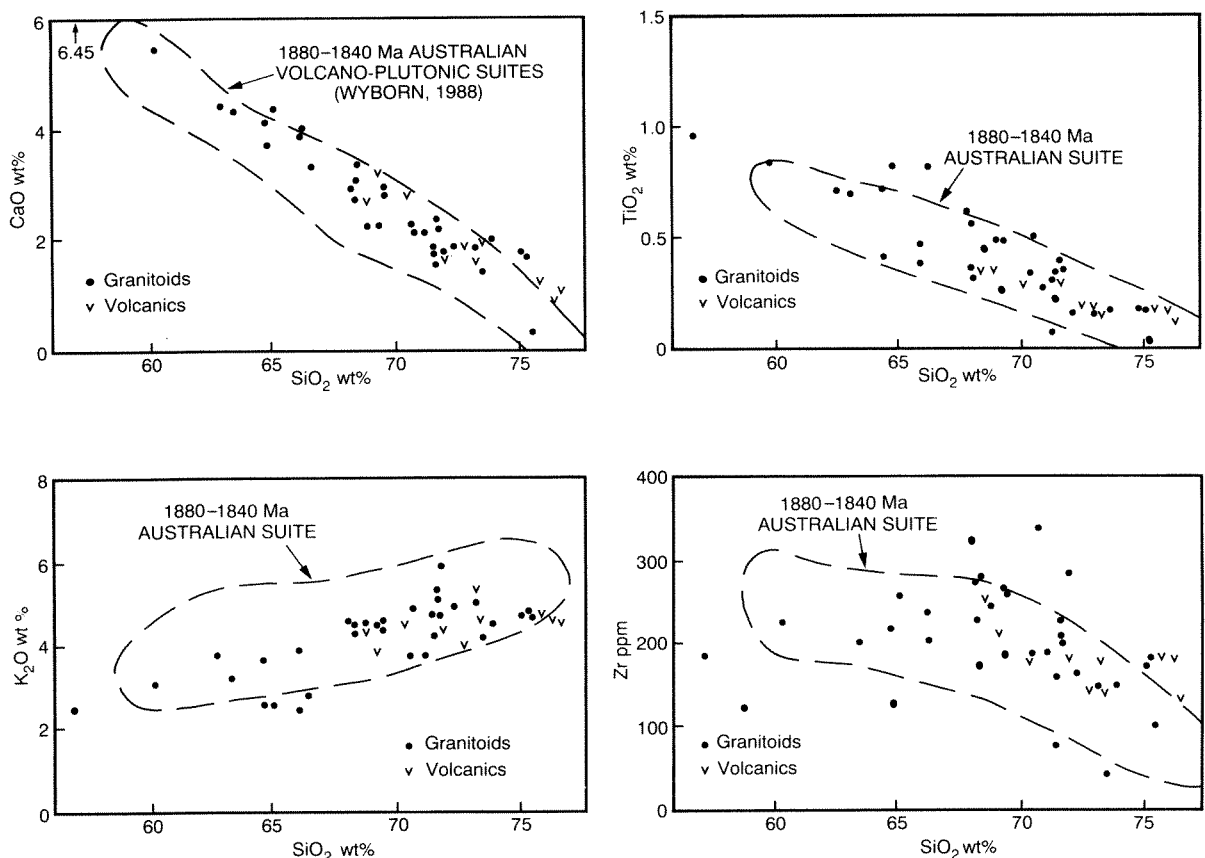 6
4
2
0
CaO wt%
6.45
1880–1840 Ma AUSTRALIAN
VOLCANO-PLUTONIC SUITES
(WYBORN, 1988)
Granitoids
Volcanics
60
65
70
75
SiO2 wt%
1.5
1.0
0.5
0
TiO2 wt%
1880–1840 Ma
AUSTRALIAN SUITE
Granitoids
Volcanics
60
65
70
75
SiO2 wt%
8
6
4
2
0
K2O wt %
1880–1840 Ma
AUSTRALIAN SUITE
Granitoids
Volcanics
60
65
70
75
SiO2 wt%
400
300
200
100
0
Zr ppm
1880–1840 Ma
AUSTRALIAN SUITE
Granitoids
Volcanics
60
65
70
75
SiO2 wt%